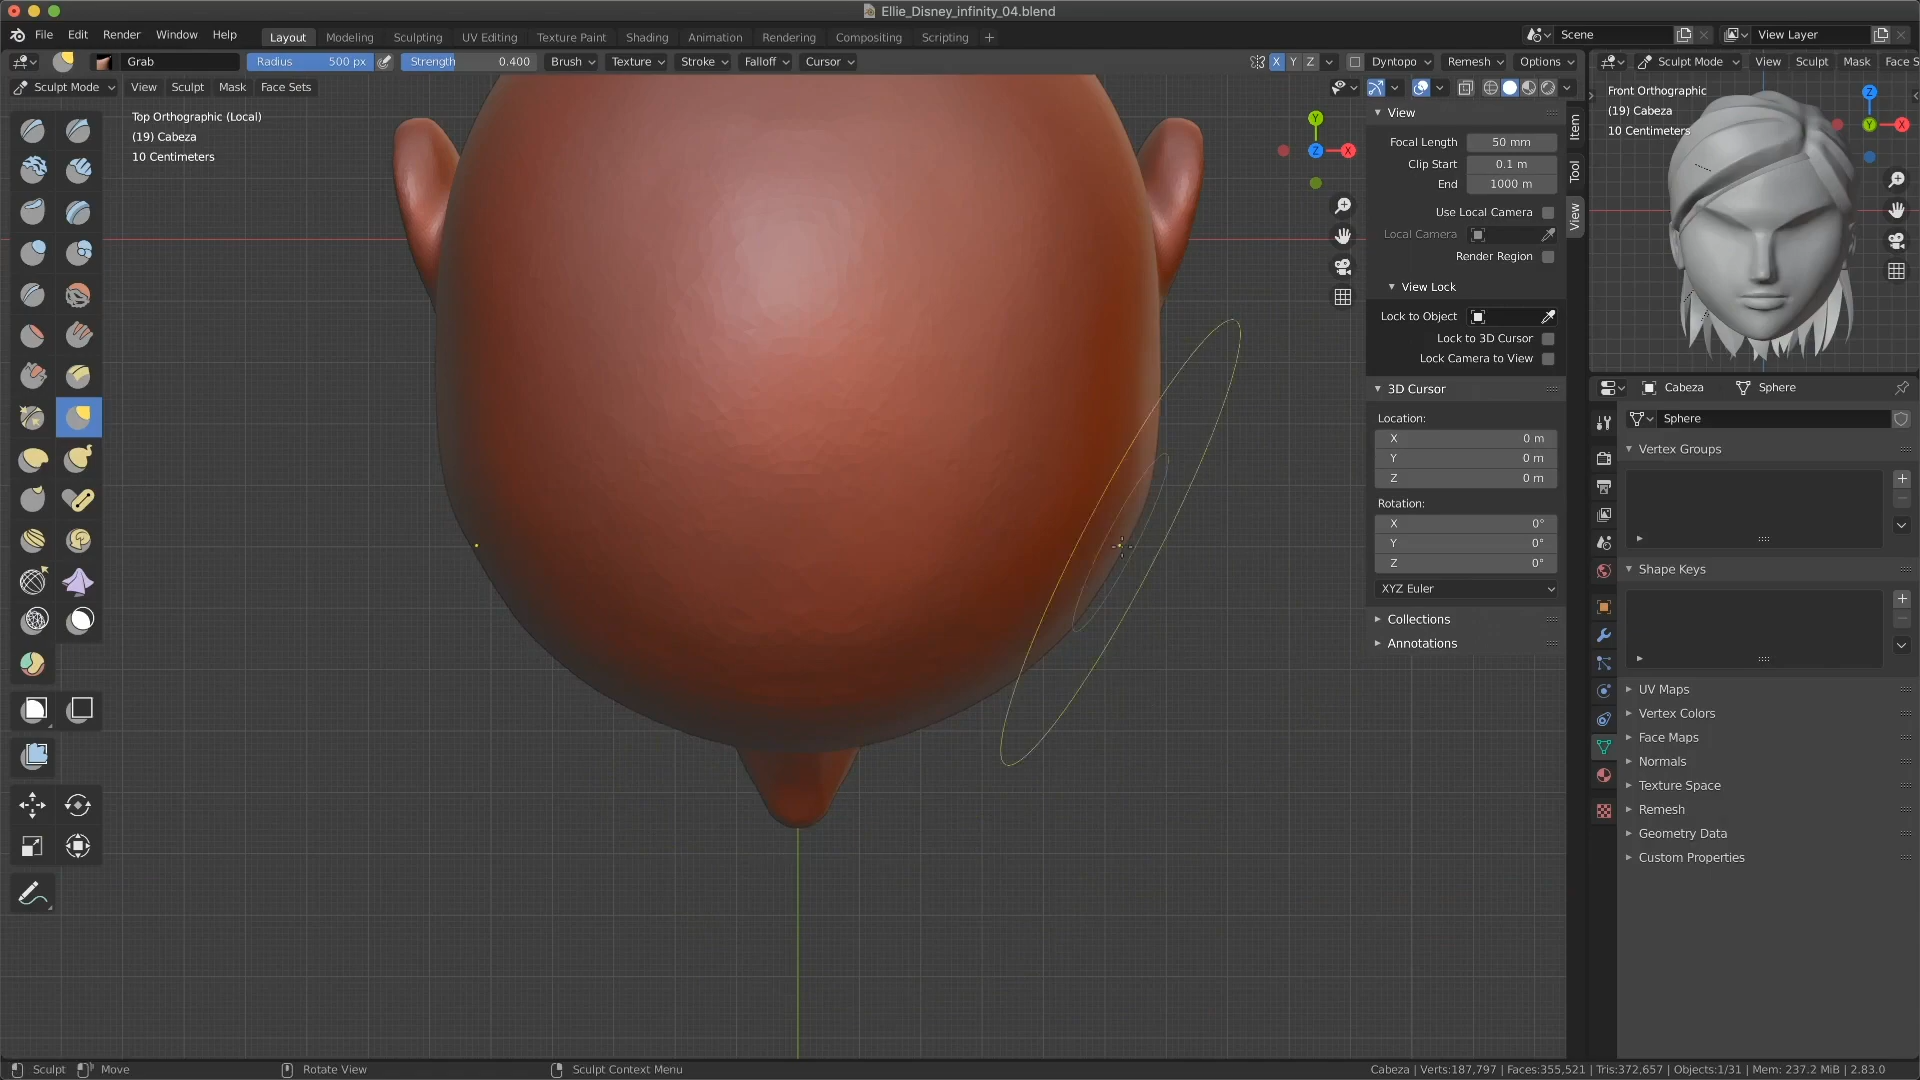 Ellie_Disney_infinity_04.blend
File Edit Render Window Help
Layout Modeling Sculpting UV Editing Texture Paint Shading Animation Rendering Compositing Scripting +
Scene
View Layer
Grab
Radius 500 px
Strength 0.400
Brush Texture Stroke Falloff Cursor
X Y Z
Dyntopo Remesh Options
Sculpt Mode View Sculpt Mask Face S
Sculpt Mode View Sculpt Mask Face Sets
Top Orthographic (Local)
(19) Cabeza
10 Centimeters
Y
Z
X
View
Focal Length 50 mm
Clip Start 0.1 m
End 1000 m
Use Local Camera
Local Camera
Render Region
View Lock
Lock to Object
Lock to 3D Cursor
Lock Camera to View
3D Cursor
Location:
X 0 m
Y 0 m
Z 0 m
Rotation:
X 0°
Y 0°
Z 0°
XYZ Euler
Collections
Annotations
Item
Tool
View
Front Orthographic
(19) Cabeza
10 Centimeters
Z
Y
X
Cabeza Sphere
Sphere
Vertex Groups
Shape Keys
UV Maps
Vertex Colors
Face Maps
Normals
Texture Space
Remesh
Geometry Data
Custom Properties
Sculpt Move Rotate View Sculpt Context Menu
Cabeza | Verts:187,797 | Faces:355,521 | Tris:372,657 | Objects:1/31 | Mem: 237.2 MiB | 2.83.0